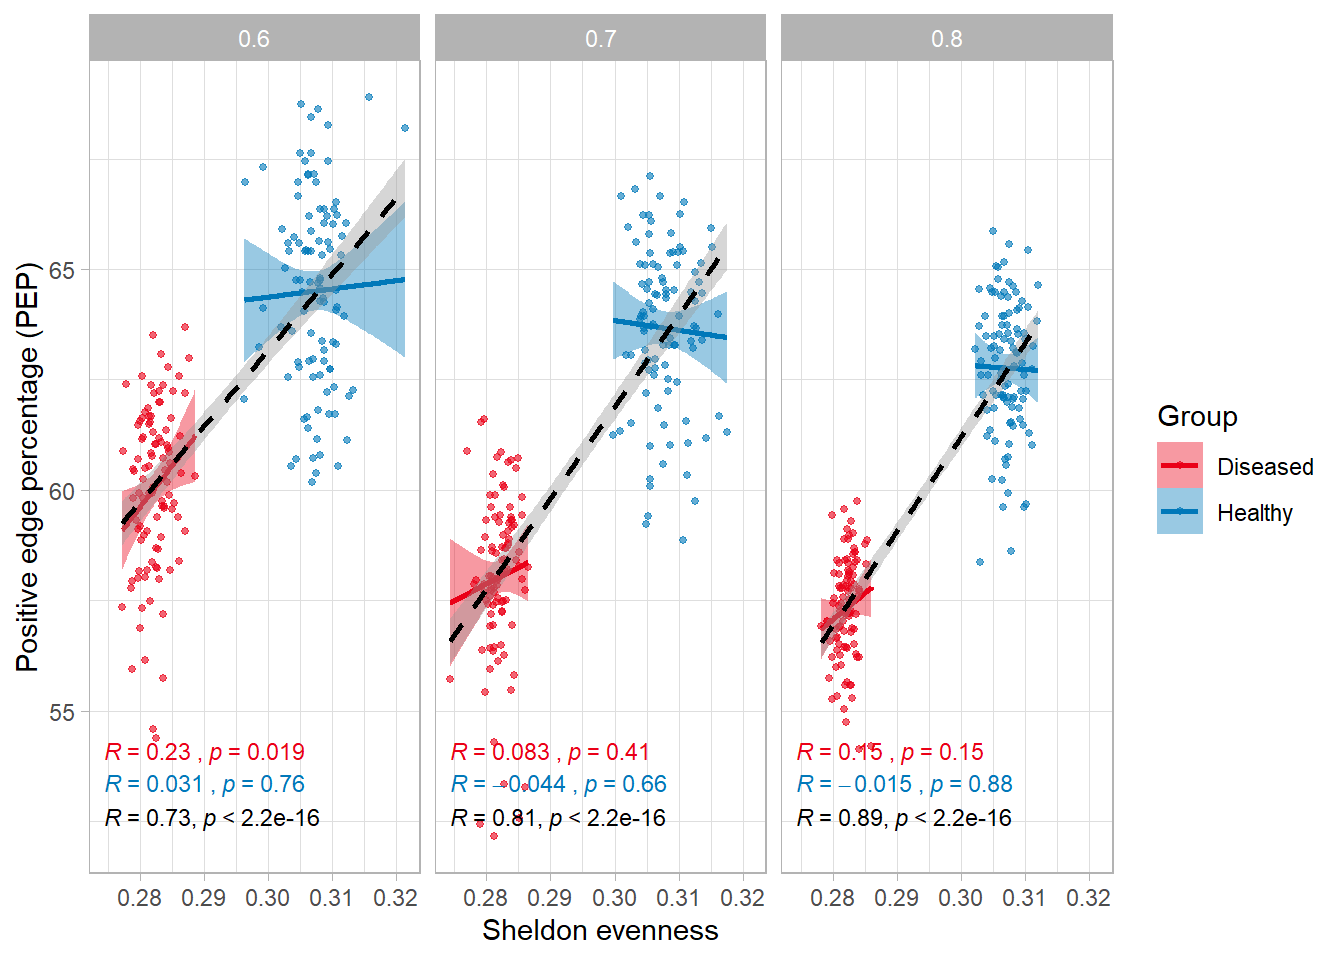 0.6 0.7 0.8
Positive edge percentage (PEP)
65
60
55
R = 0.23 , p = 0.019
R = 0.031 , p = 0.76
R = 0.73, p < 2.2e-16
R = 0.083 , p = 0.41
R = −0.044 , p = 0.66
R = 0.81, p < 2.2e-16
R = 0.15 , p = 0.15
R = −0.015 , p = 0.88
R = 0.89, p < 2.2e-16
0.28 0.29 0.30 0.31 0.32 0.28 0.29 0.30 0.31 0.32 0.28 0.29 0.30 0.31 0.32
Sheldon evenness
Group
Diseased
Healthy